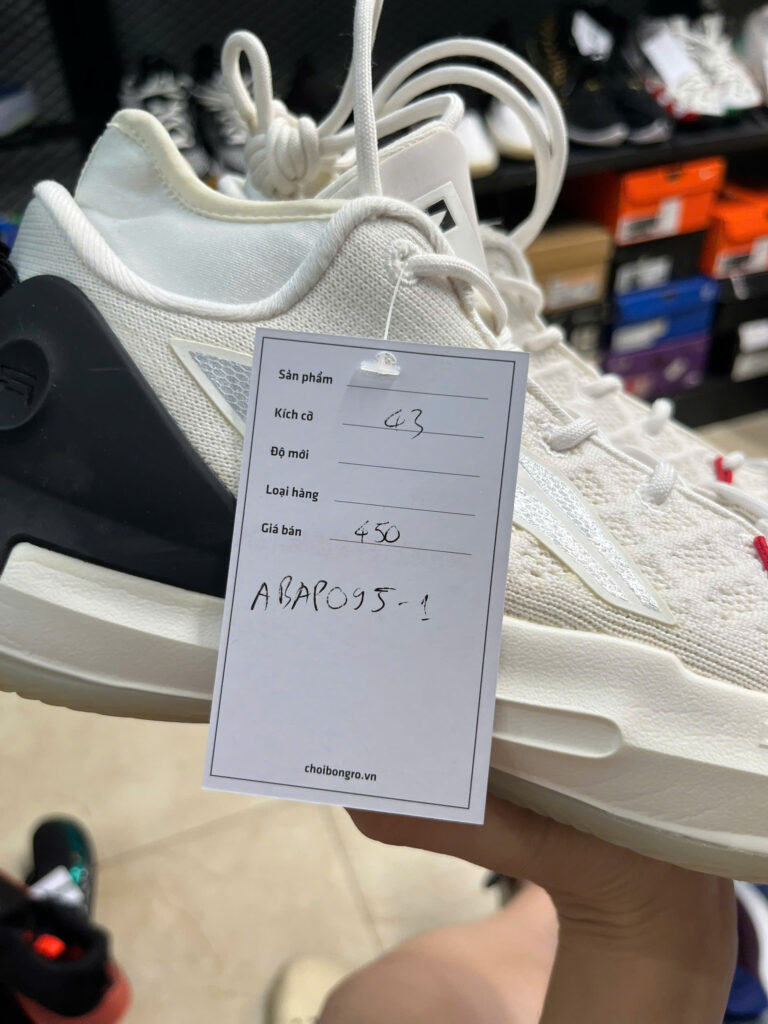 Sản phẩm
Kích cỡ 43
Độ mới
Loại hàng
Giá bán 450
ABAP095-1
choibongro.vn